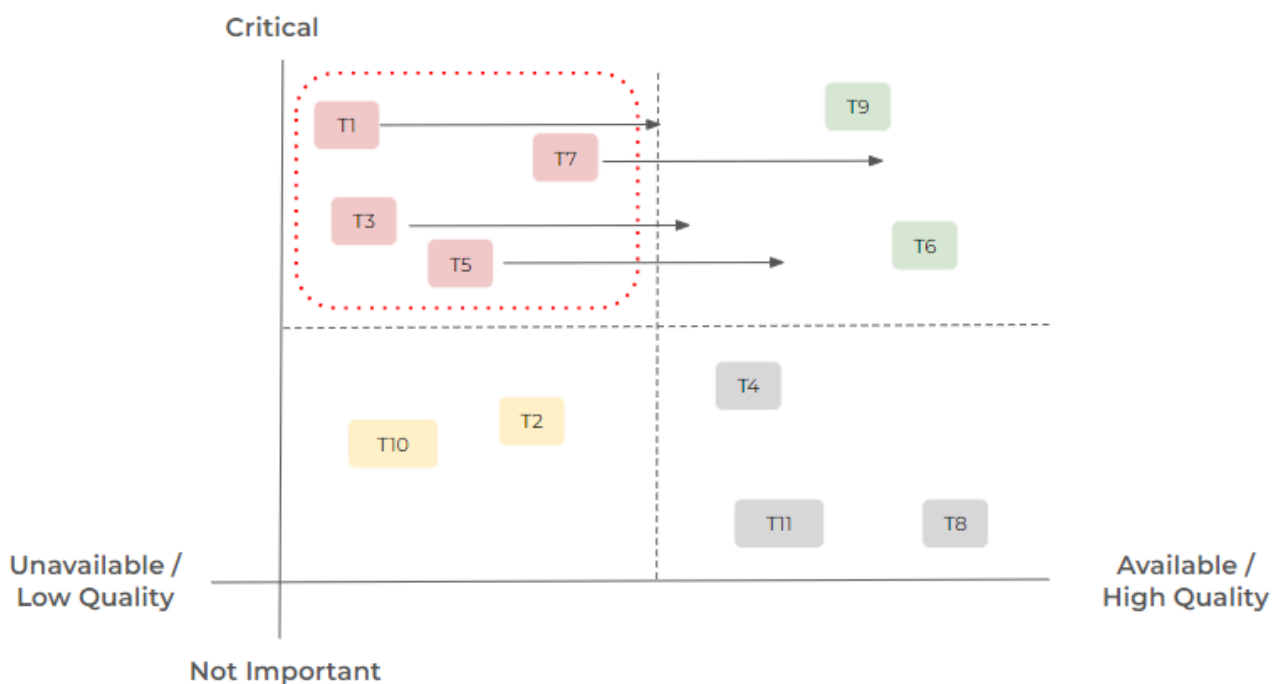 Critical
T1
T9
T7
T3
T5
T6
T4
T2
T10
T11
T8
Unavailable /
Low Quality
Available /
High Quality
Not Important